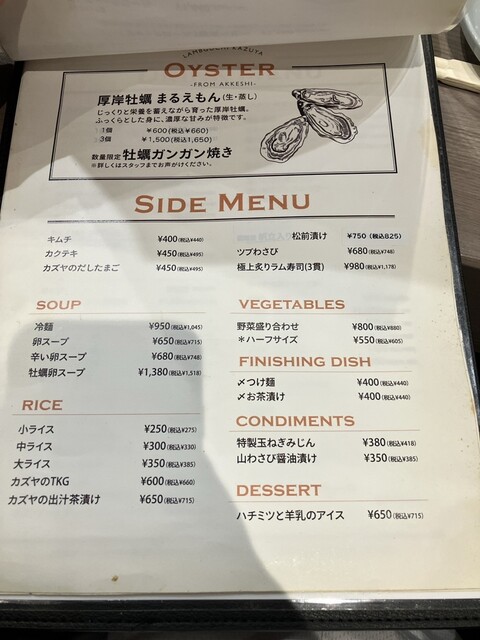 LAMBOOCH KAZUYA
OYSTER
-FROM AKKESHI-
厚岸牡蠣 まるえもん(生・蒸し)
じっくりと栄養を蓄えながら育った厚岸牡蠣。
ふっくらとした身に、濃厚な甘みが特徴です。
1個 ¥600(税込¥660)
3個 ¥1,500(税込1,650)
数量限定 牡蠣ガンガン焼き
※詳しくはスタッフまでお声がけください。
SIDE MENU
キムチ ¥400(税込¥440)
カクテキ ¥450(税込¥495)
カズヤのだしたまご ¥450(税込¥495)
松前漬け ¥750(税込825)
ツブわさび ¥680(税込¥748)
極上炙りラム寿司(3貫) ¥980(税込¥1,178)
SOUP
冷麺 ¥950(税込¥1,045)
卵スープ ¥650(税込¥715)
辛い卵スープ ¥680(税込¥748)
牡蠣卵スープ ¥1,380(税込¥1,518)
RICE
小ライス ¥250(税込¥275)
中ライス ¥300(税込¥330)
大ライス ¥350(税込¥385)
カズヤのTKG ¥600(税込¥660)
カズヤの出汁茶漬け ¥650(税込¥715)
VEGETABLES
野菜盛り合わせ ¥800(税込¥880)
＊ハーフサイズ ¥550(税込¥605)
FINISHING DISH
〆つけ麺 ¥400(税込¥440)
〆お茶漬け ¥400(税込¥440)
CONDIMENTS
特製玉ねぎみじん ¥380(税込¥418)
山わさび醤油漬け ¥350(税込¥385)
DESSERT
ハチミツと羊乳のアイス ¥650(税込¥715)